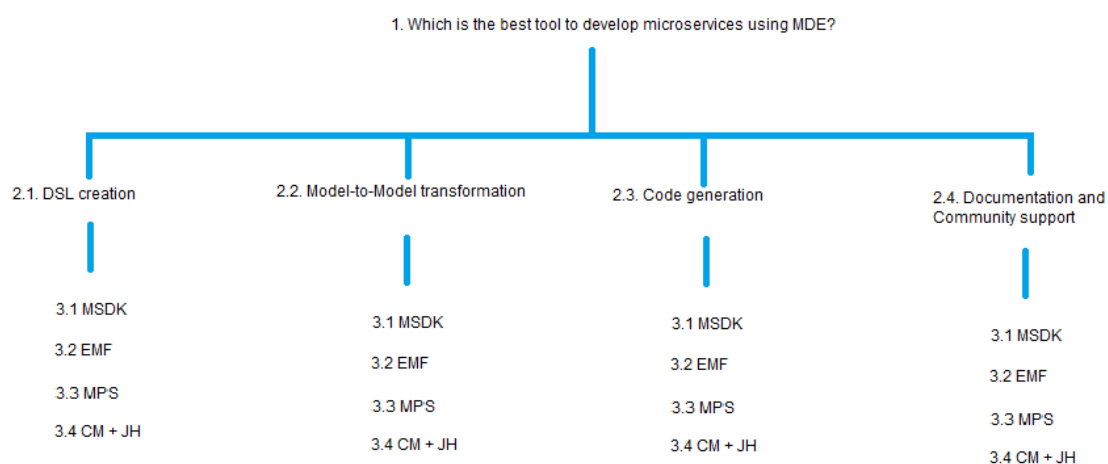 1. Which is the best tool to develop microservices using MDE?
2.1. DSL creation
2.2. Model-to-Model transformation
2.3. Code generation
2.4. Documentation and
Community support
3.1 MSDK
3.2 EMF
3.3 MPS
3.4 CM + JH
3.1 MSDK
3.2 EMF
3.3 MPS
3.4 CM + JH
3.1 MSDK
3.2 EMF
3.3 MPS
3.4 CM + JH
3.1 MSDK
3.2 EMF
3.3 MPS
3.4 CM + JH